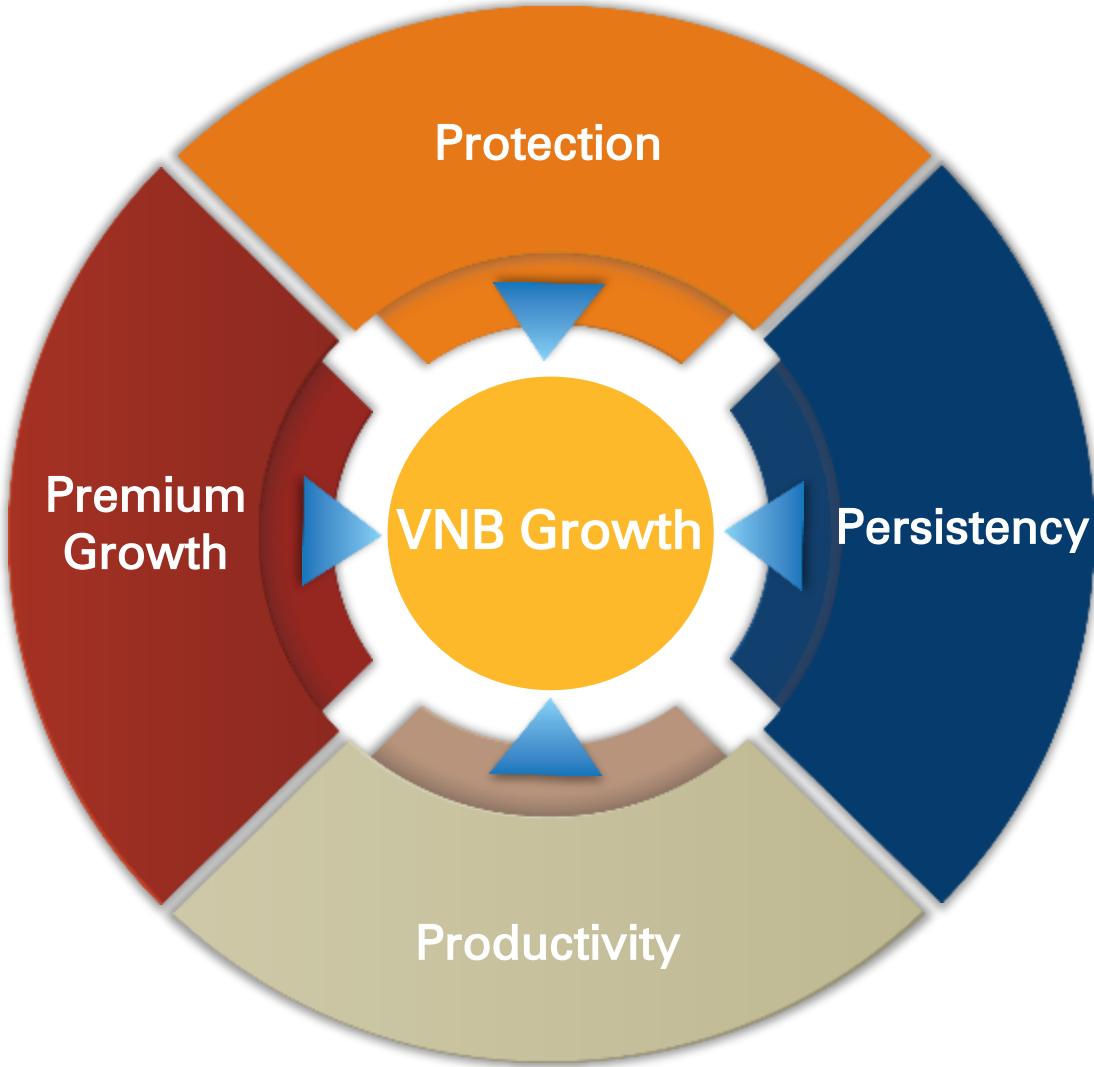 Protection
Premium
Growth
VNB Growth
Persistency
Productivity